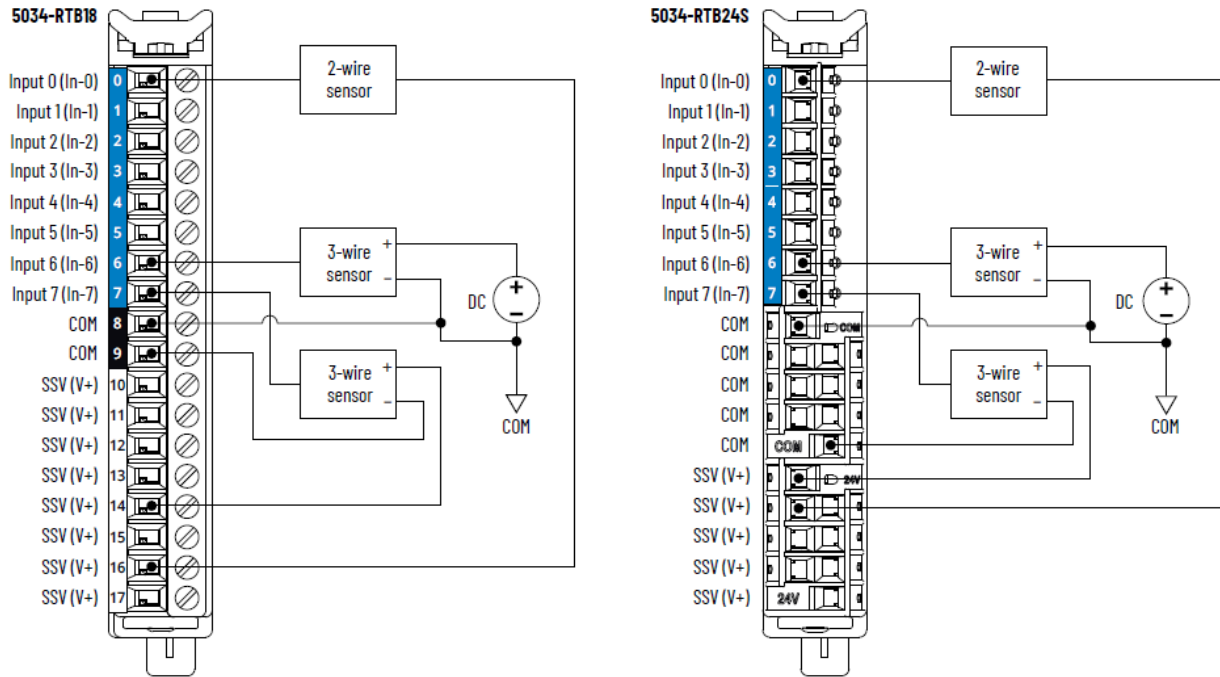 5034-RTB18
Input 0 (In-0) 0
Input 1 (In-1) 1
Input 2 (In-2) 2
Input 3 (In-3) 3
Input 4 (In-4) 4
Input 5 (In-5) 5
Input 6 (In-6) 6
Input 7 (In-7) 7
COM 8
COM 9
SSV (V+) 10
SSV (V+) 11
SSV (V+) 12
SSV (V+) 13
SSV (V+) 14
SSV (V+) 15
SSV (V+) 16
SSV (V+) 17
2-wire
sensor
3-wire
sensor
+
−
3-wire
sensor
+
−
DC
+
−
COM
5034-RTB24S
Input 0 (In-0) 0
Input 1 (In-1) 1
Input 2 (In-2) 2
Input 3 (In-3) 3
Input 4 (In-4) 4
Input 5 (In-5) 5
Input 6 (In-6) 6
Input 7 (In-7) 7
COM COM
COM
COM
COM
COM COM
SSV (V+) 24V
SSV (V+)
SSV (V+)
SSV (V+)
SSV (V+) 24V
2-wire
sensor
3-wire
sensor
+
−
3-wire
sensor
+
−
DC
+
−
COM